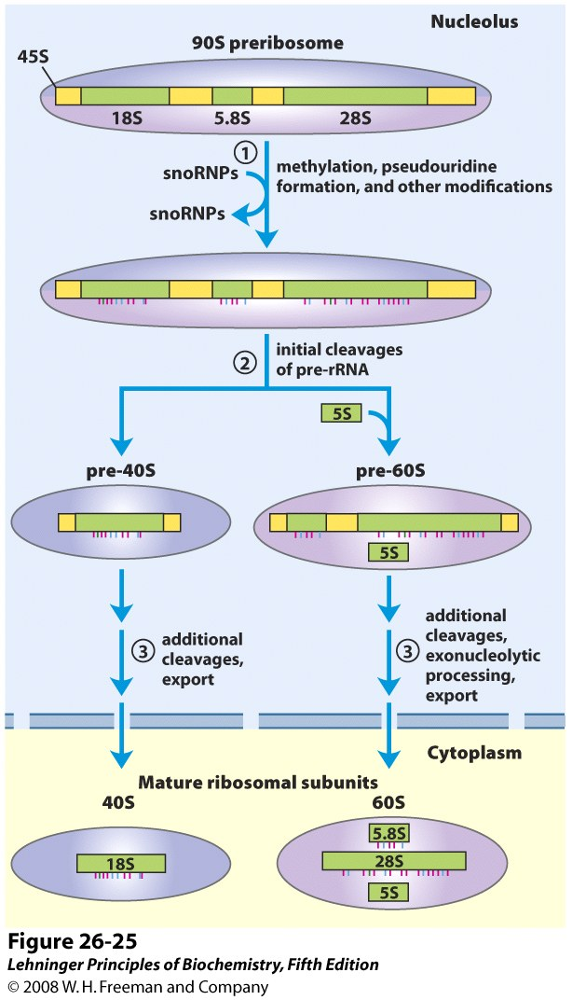 Nucleolus
90S preribosome
45S
18S
5.8S
28S
1
snoRNPs
methylation, pseudouridine
formation, and other modifications
snoRNPs
2
initial cleavages
of pre-rRNA
5S
pre-40S
pre-60S
5S
3
additional
cleavages,
export
3
additional
cleavages,
exonucleolytic
processing,
export
Cytoplasm
Mature ribosomal subunits
40S
60S
18S
5.8S
28S
5S
Figure 26-25
Lehninger Principles of Biochemistry, Fifth Edition
© 2008 W. H. Freeman and Company